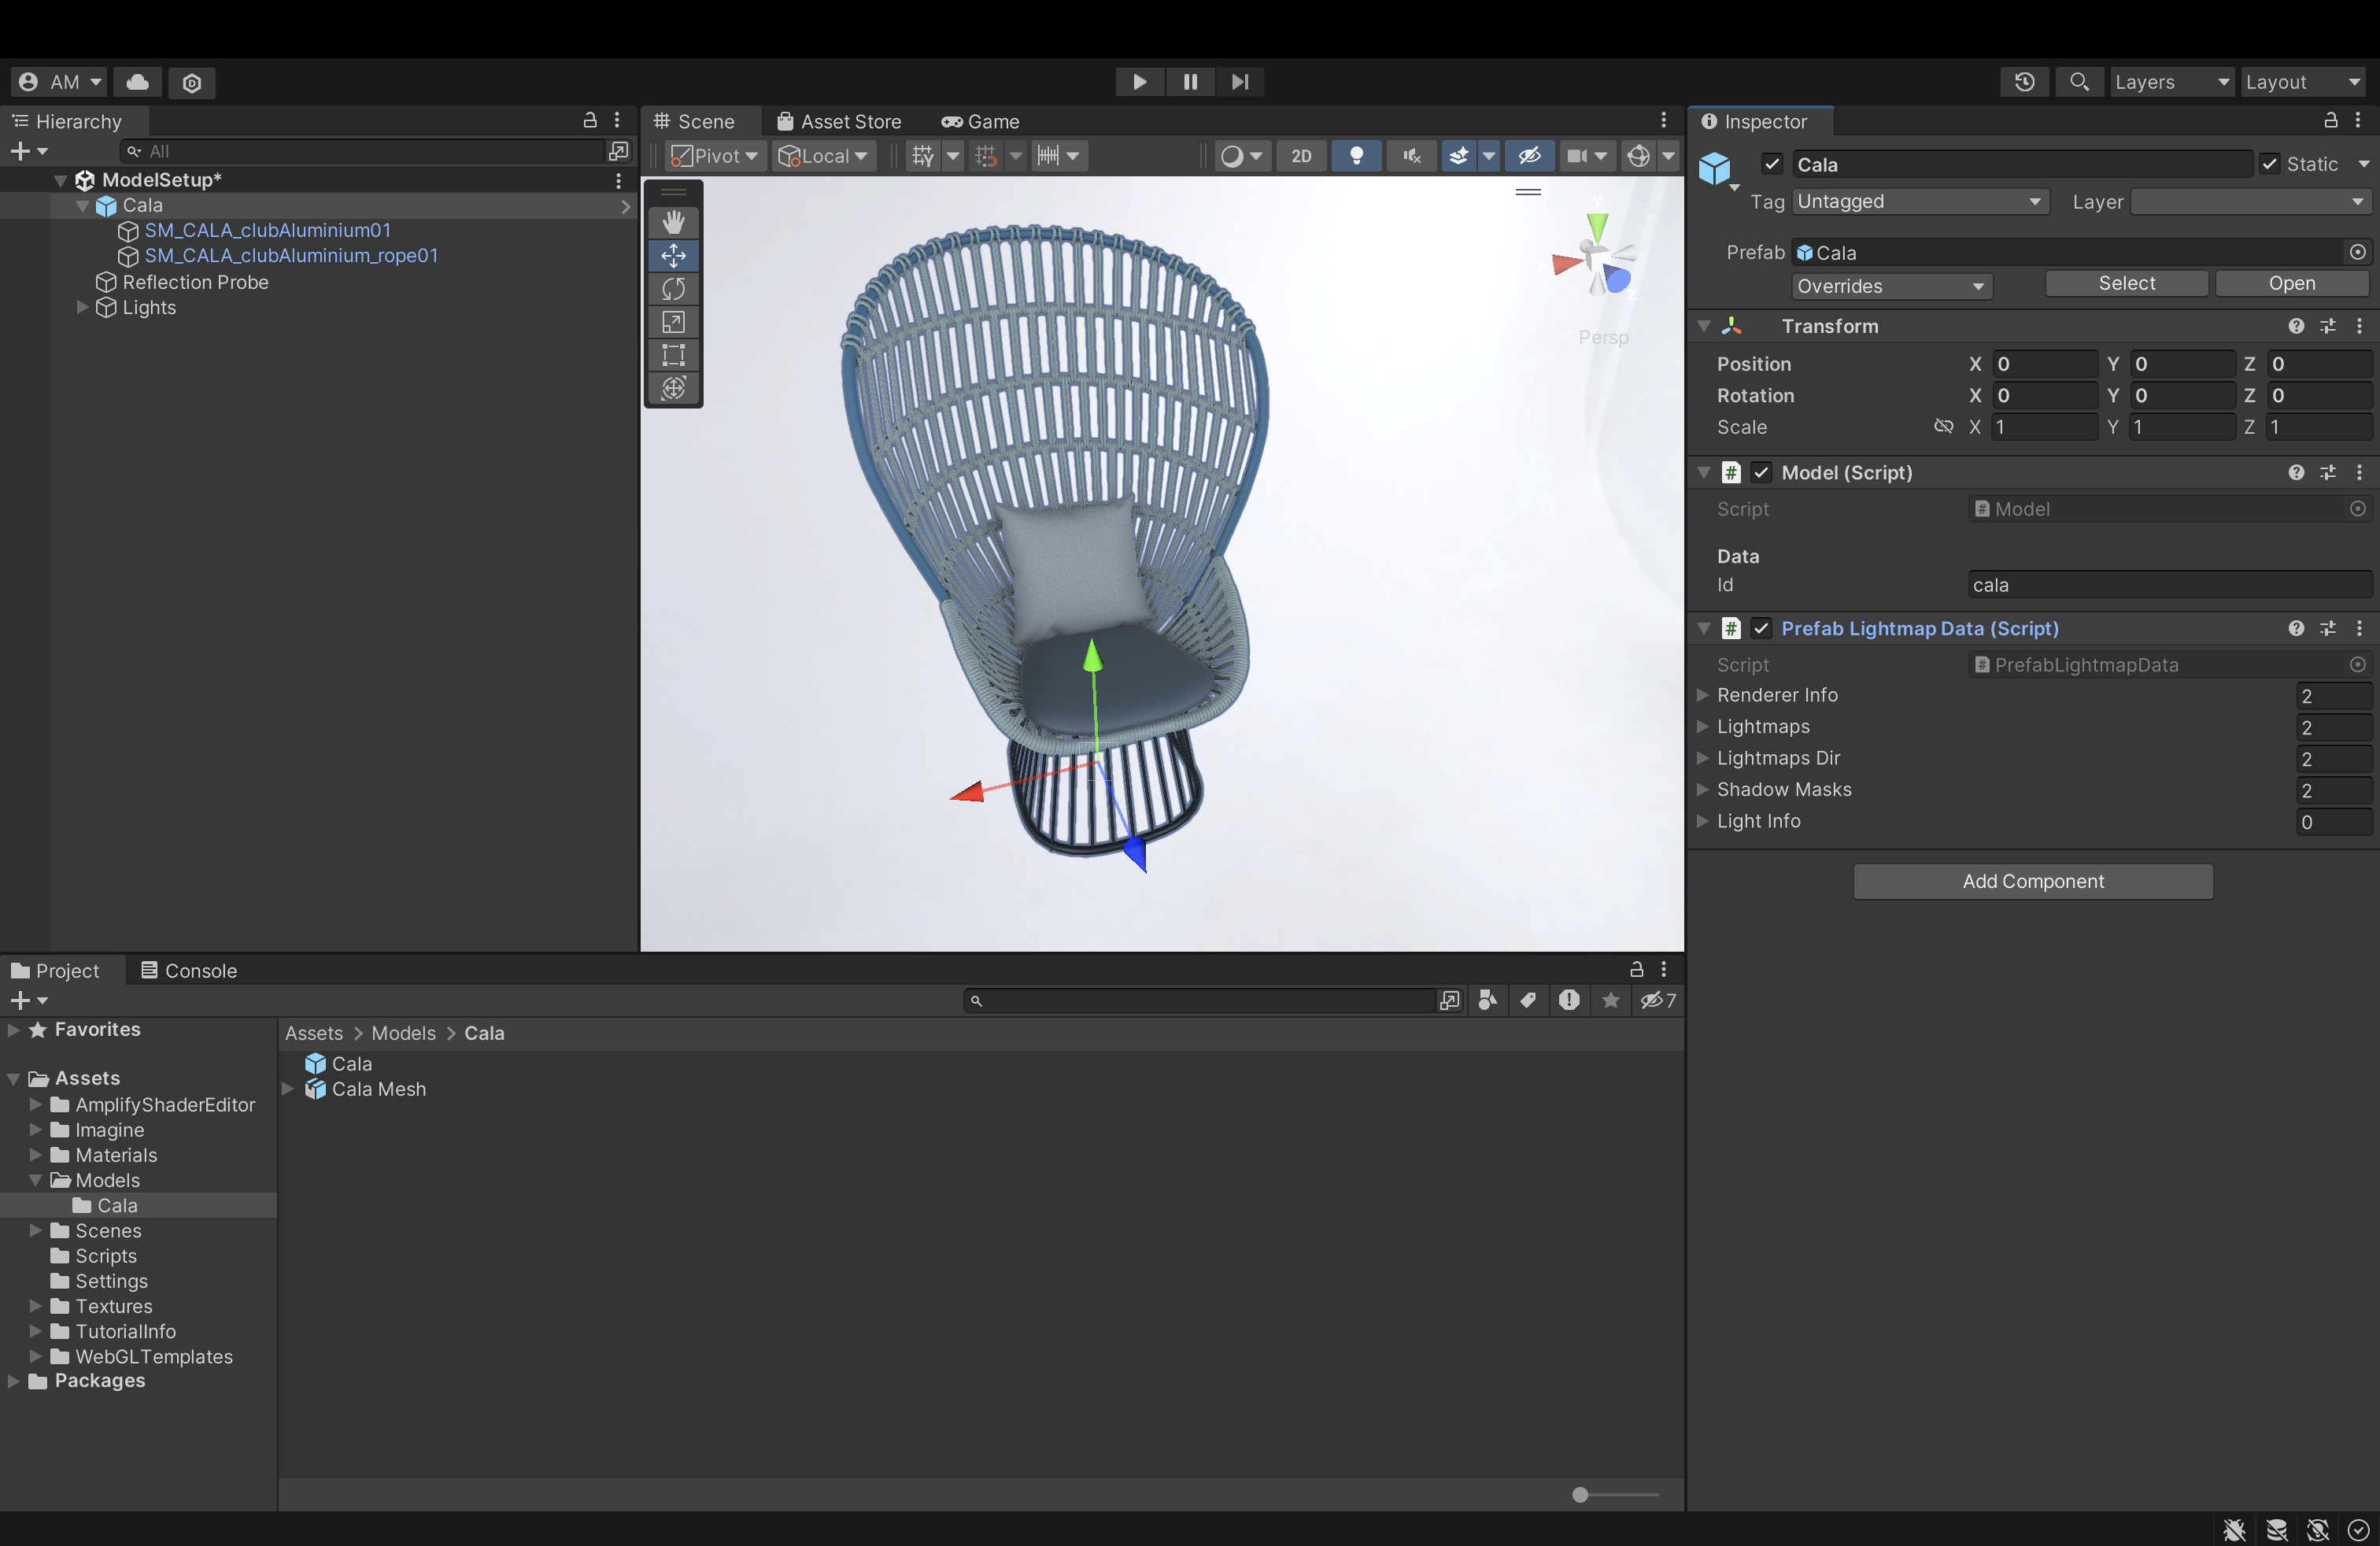 AM
Layers
Layout
Hierarchy
All
ModelSetup*
Cala
SM_CALA_clubAluminium01
SM_CALA_clubAluminium_rope01
Reflection Probe
Lights
Scene
Asset Store
Game
Pivot
Local
2D
y
z
Persp
Inspector
Cala
Static
Tag
Untagged
Layer
Prefab
Cala
Overrides
Select
Open
Transform
Position X 0 Y 0 Z 0
Rotation X 0 Y 0 Z 0
Scale X 1 Y 1 Z 1
# Model (Script)
Script # Model
Data
Id cala
# Prefab Lightmap Data (Script)
Script # PrefabLightmapData
Renderer Info 2
Lightmaps 2
Lightmaps Dir 2
Shadow Masks 2
Light Info 0
Add Component
Project
Console
7
Favorites
Assets
AmplifyShaderEditor
Imagine
Materials
Models
Cala
Scenes
Scripts
Settings
Textures
TutorialInfo
WebGLTemplates
Packages
Assets > Models > Cala
Cala
Cala Mesh